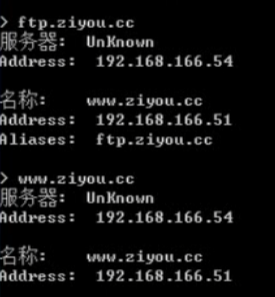 > ftp.ziyou.cc
服务器:  UnKnown
Address:  192.168.166.54
名称:    www.ziyou.cc
Address:  192.168.166.51
Aliases:  ftp.ziyou.cc
> www.ziyou.cc
服务器:  UnKnown
Address:  192.168.166.54
名称:    www.ziyou.cc
Address:  192.168.166.51